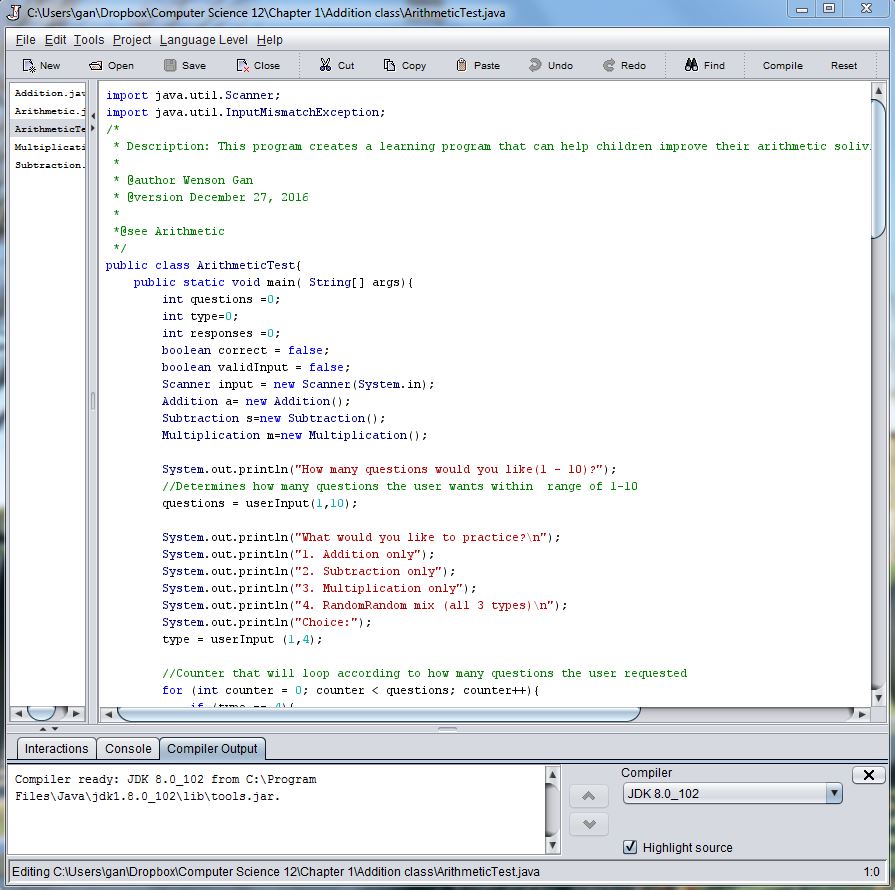 C:\Users\gan\Dropbox\Computer Science 12\Chapter 1\Addition class\ArithmeticTest.java
File Edit Tools Project Language Level Help
New Open Save Close Cut Copy Paste Undo Redo Find Compile Reset
Addition.jav
Arithmetic.j
ArithmeticTe
Multiplicati
Subtraction.
import java.util.Scanner;
import java.util.InputMismatchException;
/*
* Description: This program creates a learning program that can help children improve their arithmetic soliv
*
* @author Wenson Gan
* @version December 27, 2016
*
*@see Arithmetic
*/
public class ArithmeticTest{
public static void main( String[] args){
int questions =0;
int type=0;
int responses =0;
boolean correct = false;
boolean validInput = false;
Scanner input = new Scanner(System.in);
Addition a= new Addition();
Subtraction s=new Subtraction();
Multiplication m=new Multiplication();
System.out.println("How many questions would you like(1 - 10)?");
//Determines how many questions the user wants within  range of 1-10
questions = userInput(1,10);
System.out.println("What would you like to practice?\n");
System.out.println("1. Addition only");
System.out.println("2. Subtraction only");
System.out.println("3. Multiplication only");
System.out.println("4. RandomRandom mix (all 3 types)\n");
System.out.println("Choice:");
type = userInput (1,4);
//Counter that will loop according to how many questions the user requested
for (int counter = 0; counter < questions; counter++){
if (type == 4){
Interactions Console Compiler Output
Compiler ready: JDK 8.0_102 from C:\Program
Files\Java\jdk1.8.0_102\lib\tools.jar.
Compiler
JDK 8.0_102
Highlight source
Editing C:\Users\gan\Dropbox\Computer Science 12\Chapter 1\Addition class\ArithmeticTest.java 1:0